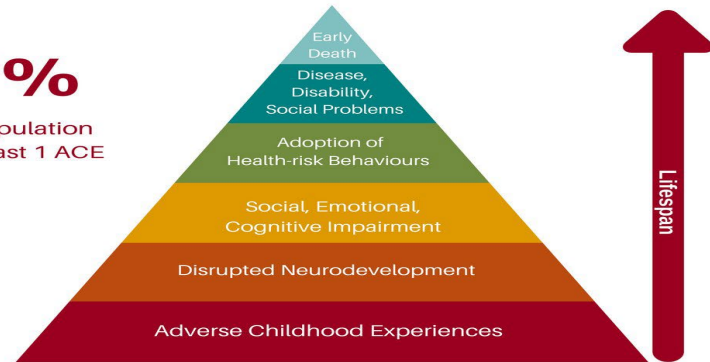 %
pulation
ast 1 ACE
Early
Death
Disease,
Disability,
Social Problems
Adoption of
Health-risk Behaviours
Social, Emotional,
Cognitive Impairment
Disrupted Neurodevelopment
Adverse Childhood Experiences
Lifespan